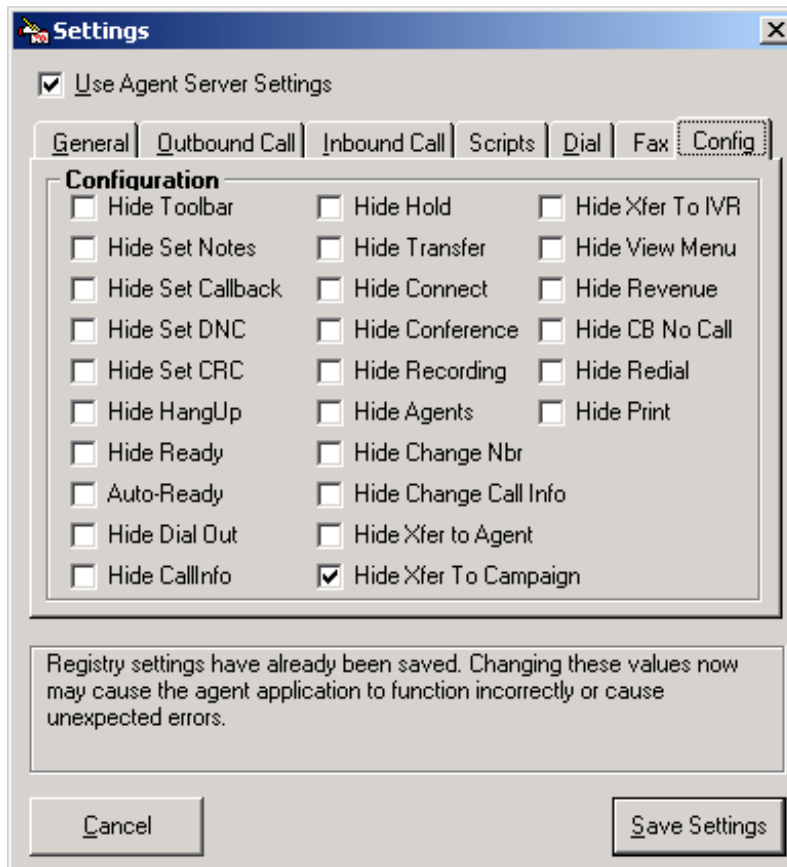 Settings
Use Agent Server Settings
General Outbound Call Inbound Call Scripts Dial Fax Config
Configuration
Hide Toolbar Hide Hold Hide Xfer To IVR
Hide Set Notes Hide Transfer Hide View Menu
Hide Set Callback Hide Connect Hide Revenue
Hide Set DNC Hide Conference Hide CB No Call
Hide Set CRC Hide Recording Hide Redial
Hide HangUp Hide Agents Hide Print
Hide Ready Hide Change Nbr
Auto-Ready Hide Change Call Info
Hide Dial Out Hide Xfer to Agent
Hide CallInfo Hide Xfer To Campaign
Registry settings have already been saved. Changing these values now
may cause the agent application to function incorrectly or cause
unexpected errors.
Cancel Save Settings